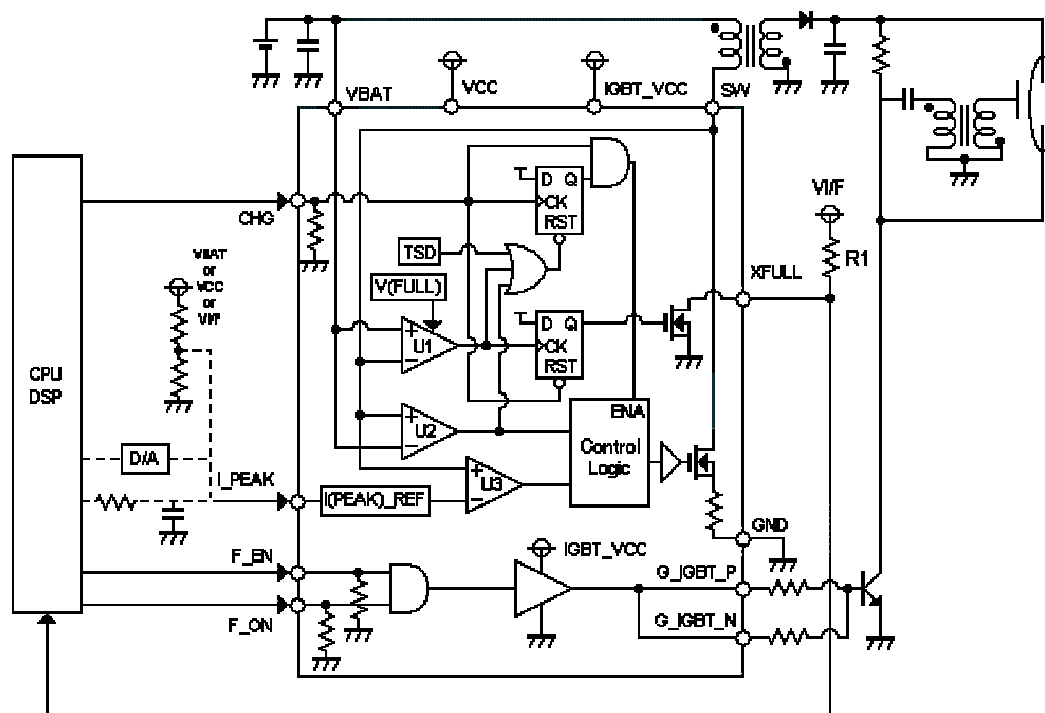 VBAT
VCC
IGBT_VCC
SW
D Q
CK
RST
CHG
TSD
V(FULL)
VI/F
R1
XFULL
VBAT
or
VCC
or
VI/F
+
U1
−
D Q
CK
RST
CPU
DSP
+
U2
−
ENA
Control
Logic
D/A
I_PEAK
I(PEAK)_REF
+
U3
−
GND
F_EN
IGBT_VCC
G_IGBT_P
F_ON
G_IGBT_N